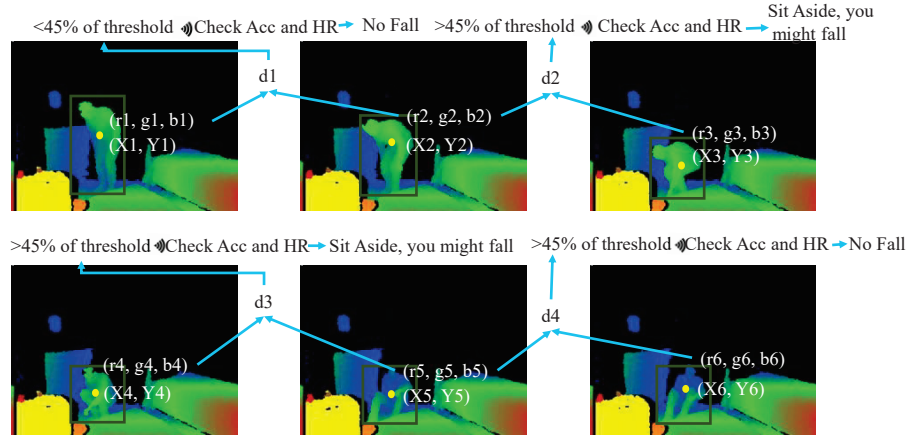 <45% of threshold Check Acc and HR No Fall
>45% of threshold Check Acc and HR Sit Aside, you
might fall
d1
d2
(r1, g1, b1)
(X1, Y1)
(r2, g2, b2)
(X2, Y2)
(r3, g3, b3)
(X3, Y3)
>45% of threshold Check Acc and HR Sit Aside, you might fall
>45% of threshold Check Acc and HR No Fall
d3
d4
(r4, g4, b4)
(X4, Y4)
(r5, g5, b5)
(X5, Y5)
(r6, g6, b6)
(X6, Y6)